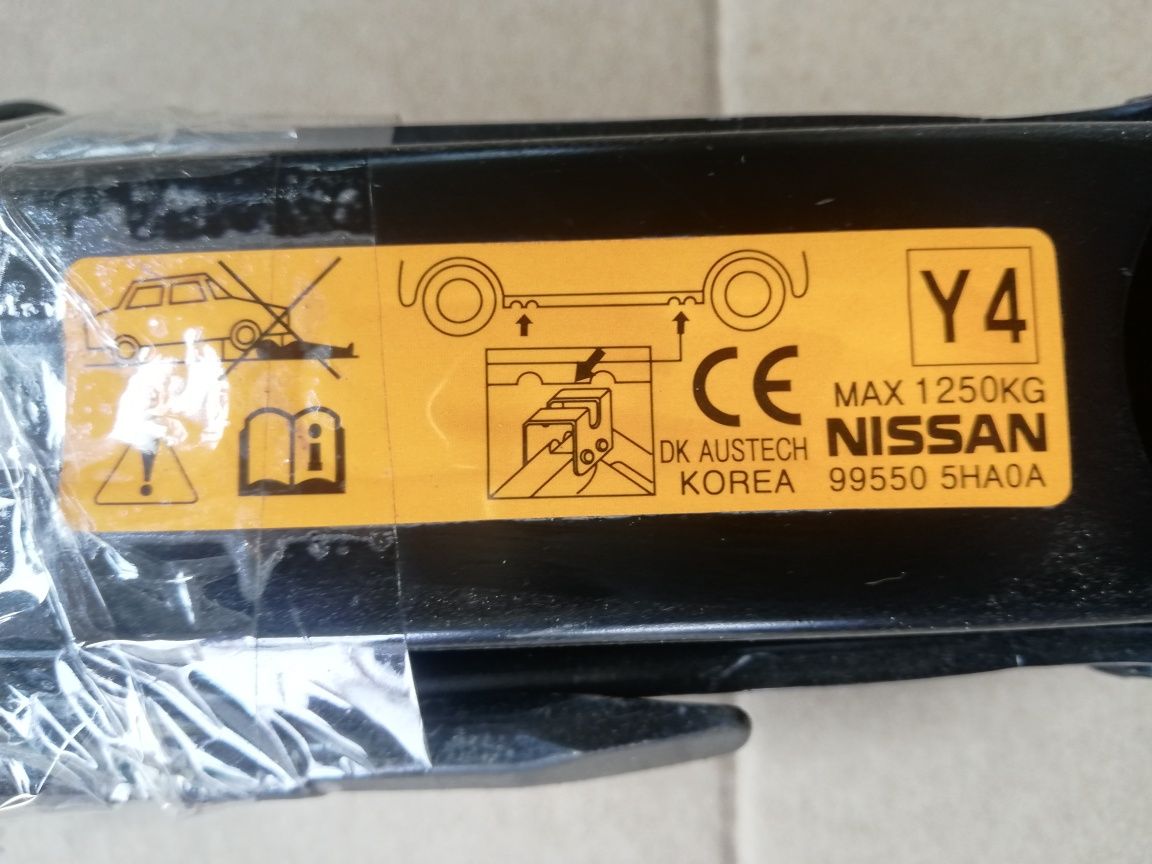 Y4
CE
MAX 1250KG
DK AUSTECH
NISSAN
KOREA
99550 5HA0A